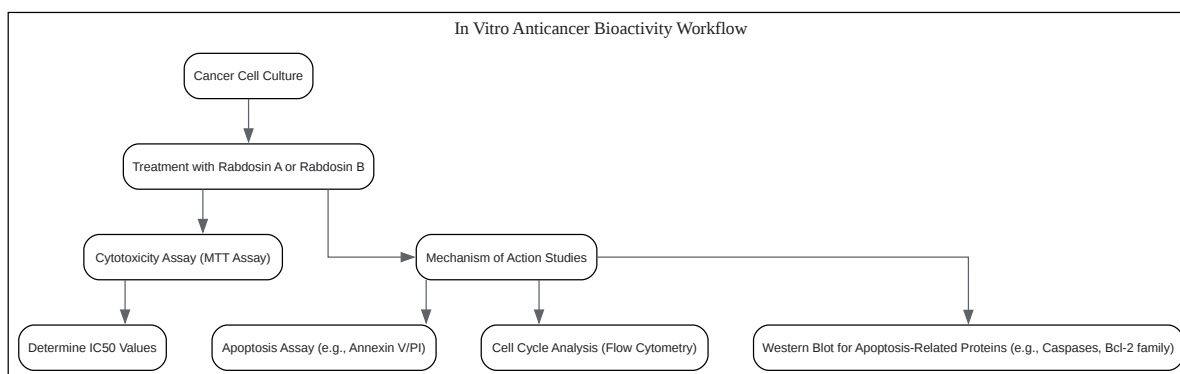 In Vitro Anticancer Bioactivity Workflow
Cancer Cell Culture
Treatment with Rabdosin A or Rabdosin B
Cytotoxicity Assay (MTT Assay)
Mechanism of Action Studies
Determine IC50 Values
Apoptosis Assay (e.g., Annexin V/PI)
Cell Cycle Analysis (Flow Cytometry)
Western Blot for Apoptosis-Related Proteins (e.g., Caspases, Bcl-2 family)